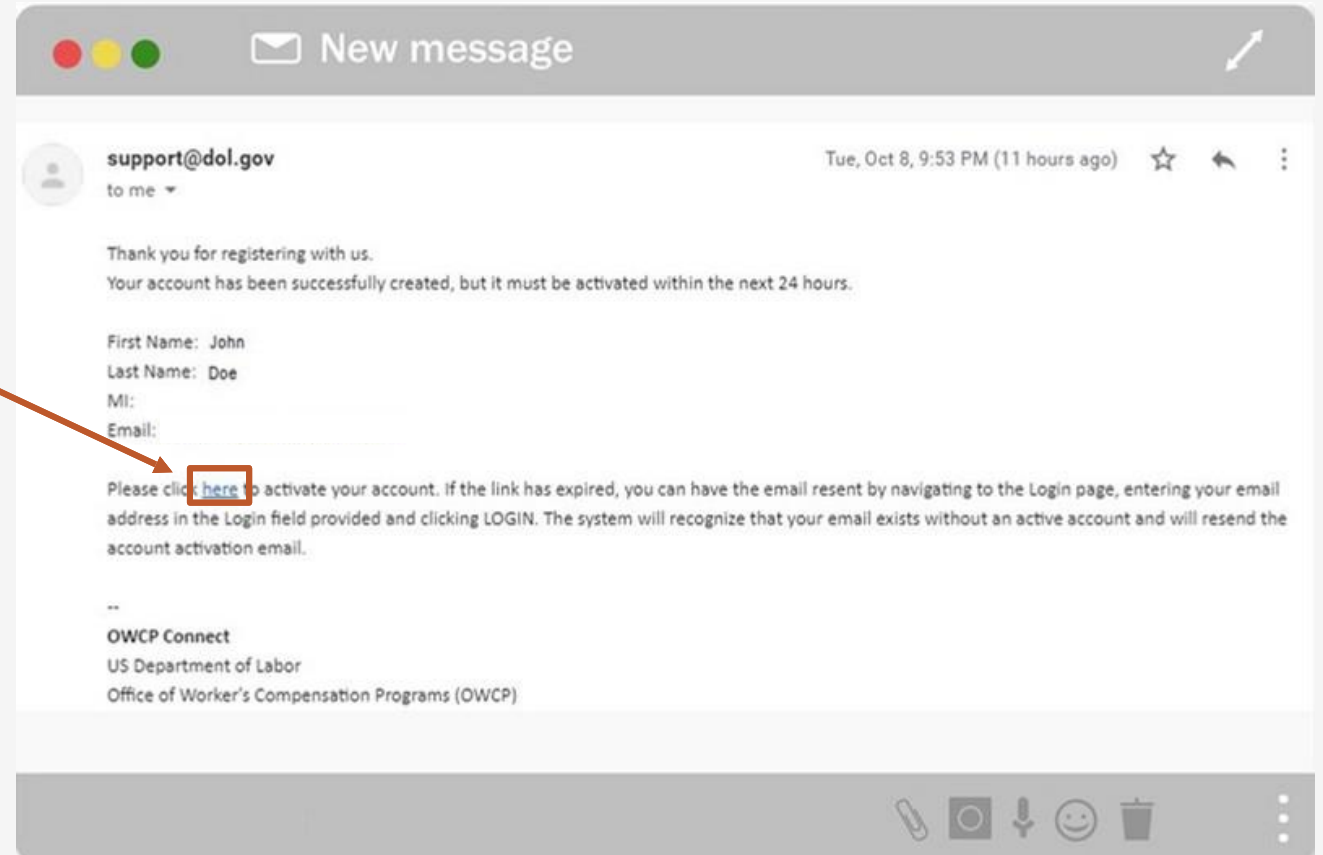 New message
support@dol.gov
Tue, Oct 8, 9:53 PM (11 hours ago)
to me
Thank you for registering with us.
Your account has been successfully created, but it must be activated within the next 24 hours.
First Name: John
Last Name: Doe
MI:
Email:
Please click here to activate your account. If the link has expired, you can have the email resent by navigating to the Login page, entering your email
address in the Login field provided and clicking LOGIN. The system will recognize that your email exists without an active account and will resend the
account activation email.
--
OWCP Connect
US Department of Labor
Office of Worker's Compensation Programs (OWCP)